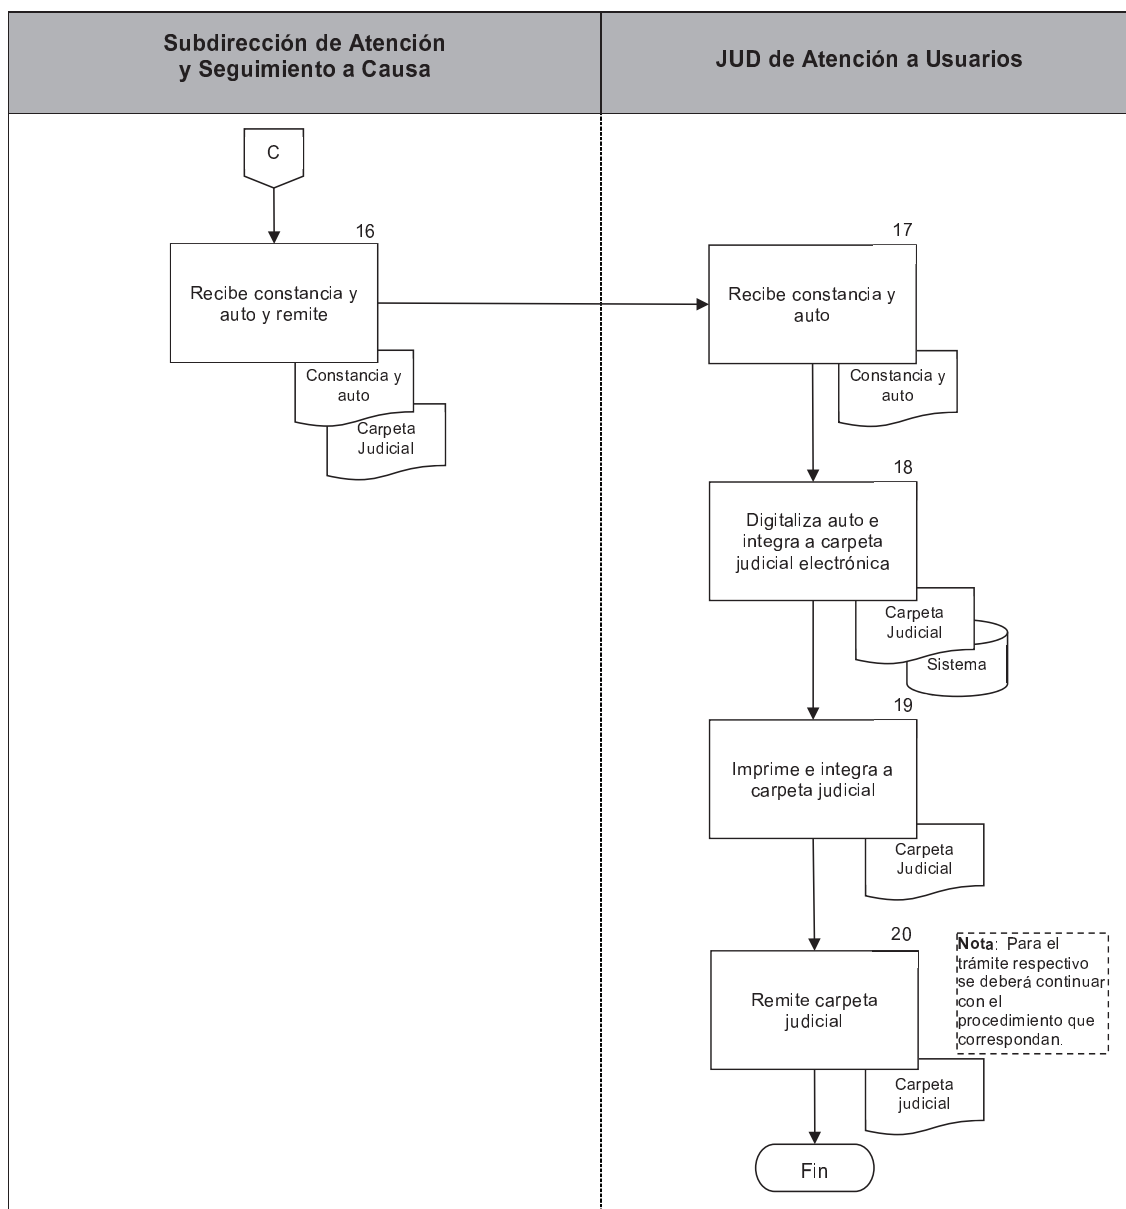 Subdirección de Atención
y Seguimiento a Causa
JUD de Atención a Usuarios
C
16
Recibe constancia y
auto y remite
Constancia y
auto
Carpeta
Judicial
17
Recibe constancia y
auto
Constancia y
auto
18
Digitaliza auto e
integra a carpeta
judicial electrónica
Carpeta
Judicial
Sistema
19
Imprime e integra a
carpeta judicial
Carpeta
Judicial
20
Remite carpeta
judicial
Nota: Para el
trámite respectivo
se deberá continuar
con el
procedimiento que
correspondan.
Carpeta
judicial
Fin